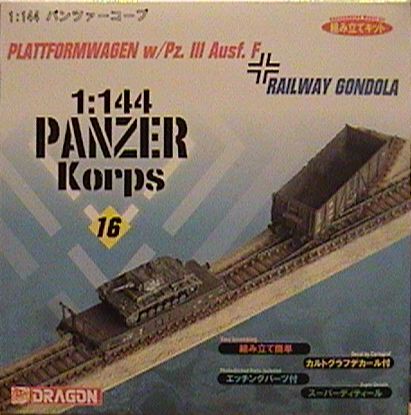 1:144 パンツァーコープ
組み立てキット
PLATTFORMWAGEN w/Pz. III Ausf. F
RAILWAY GONDOLA
1:144
PANZER
Korps
16
組み立て簡単
カルトグラフデカール付
エッチングパーツ付
スーパーディティール
DRAGON